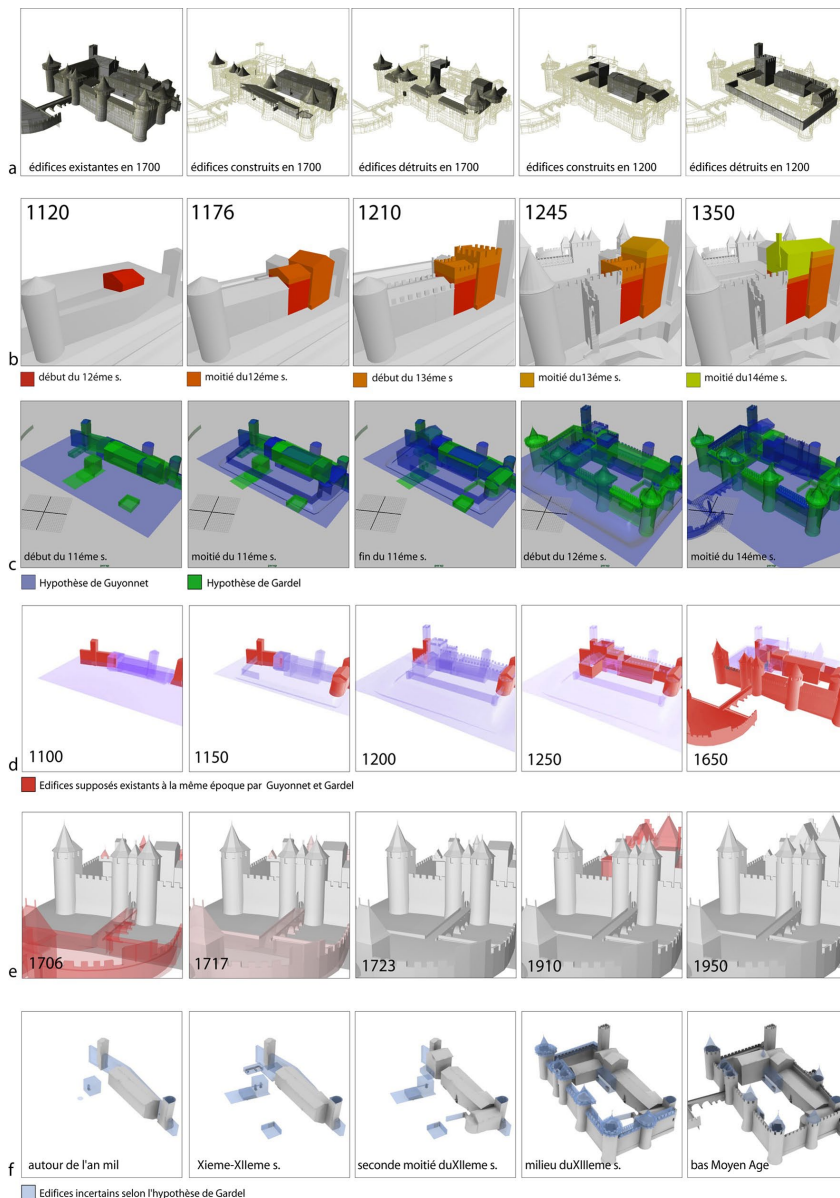 édifices existantes en 1700
édifices construits en 1700
édifices détruits en 1700
édifices construits en 1200
édifices détruits en 1200
a
1120
1176
1210
1245
1350
b
début du 12éme s.
moitié du12éme s.
début du 13éme s
moitié du13éme s.
moitié du14éme s.
début du 11éme s.
moitié du 11éme s.
fin du 11éme s.
début du 12éme s.
moitié du 14éme s.
c
Hypothèse de Guyonnet
Hypothèse de Gardel
1100
1150
1200
1250
1650
d
Edifices supposés existants à la même époque par Guyonnet et Gardel
1706
1717
1723
1910
1950
e
autour de l'an mil
Xieme-XIIeme s.
seconde moitié duXIIeme s.
milieu duXIIIeme s.
bas Moyen Age
f
Edifices incertains selon l'hypothèse de Gardel